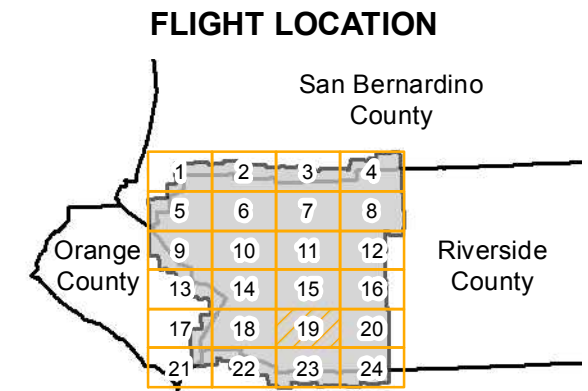 FLIGHT LOCATION
San Bernardino
County
1 2 3 4
5 6 7 8
Orange
County
9 10 11 12
Riverside
County
13 14 15 16
17 18 19 20
21 22 23 24